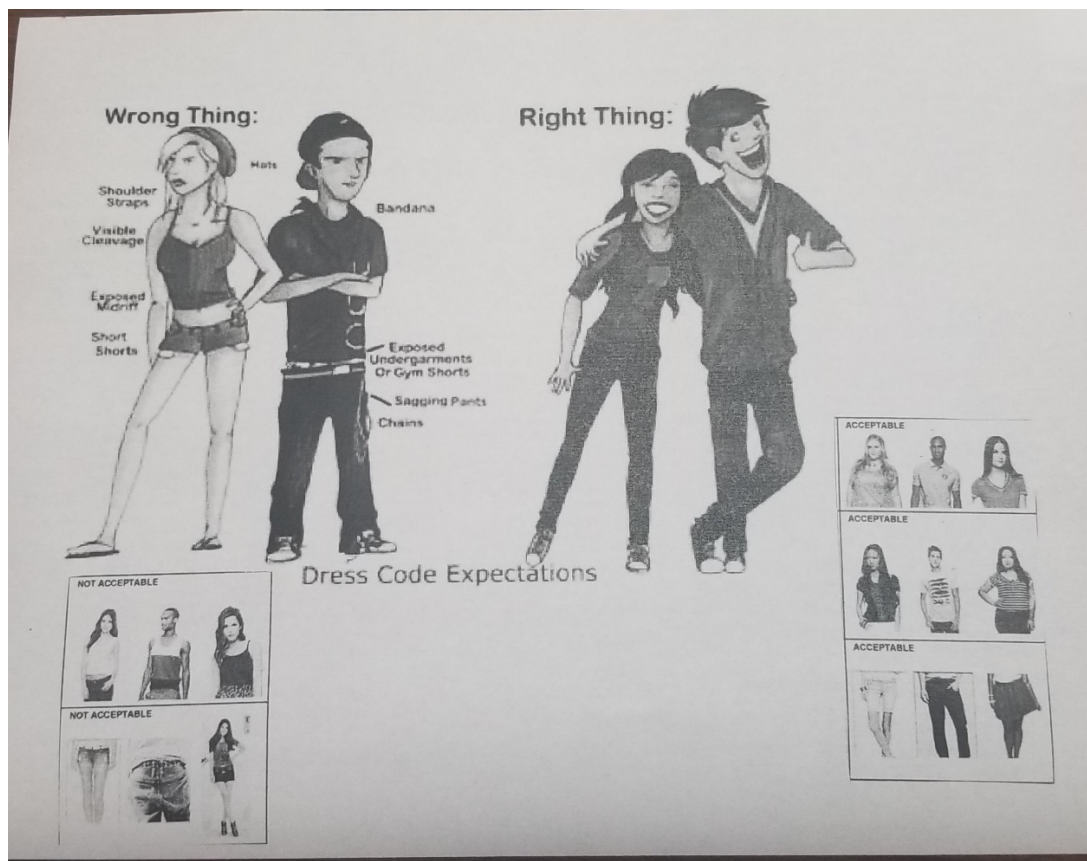 Wrong Thing:
Hats
Shoulder
Straps
Bandana
Visible
Cleavage
Exposed
Midriff
Short
Shorts
Exposed
Undergarments
Or Gym Shorts
Sagging Pants
Chains
Right Thing:
Dress Code Expectations
NOT ACCEPTABLE
NOT ACCEPTABLE
ACCEPTABLE
ACCEPTABLE
ACCEPTABLE